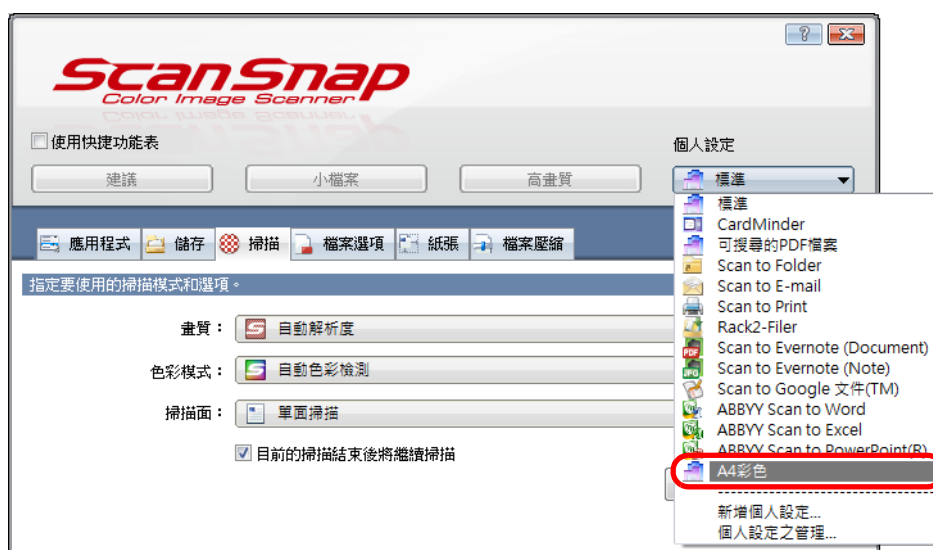 ScanSnap
Color Image Scanner
使用快捷功能表
個人設定
建議
小檔案
高畫質
標準
應用程式
儲存
掃描
檔案選項
紙張
檔案壓縮
指定要使用的掃描模式和選項。
畫質：
自動解析度
色彩模式：
自動色彩檢測
掃描面：
單面掃描
目前的掃描結束後將繼續掃描
標準
CardMinder
可搜尋的PDF檔案
Scan to Folder
Scan to E-mail
Scan to Print
Rack2-Filer
Scan to Evernote (Document)
Scan to Evernote (Note)
Scan to Google 文件(TM)
ABBYY Scan to Word
ABBYY Scan to Excel
ABBYY Scan to PowerPoint(R)
A4彩色
新增個人設定...
個人設定之管理...